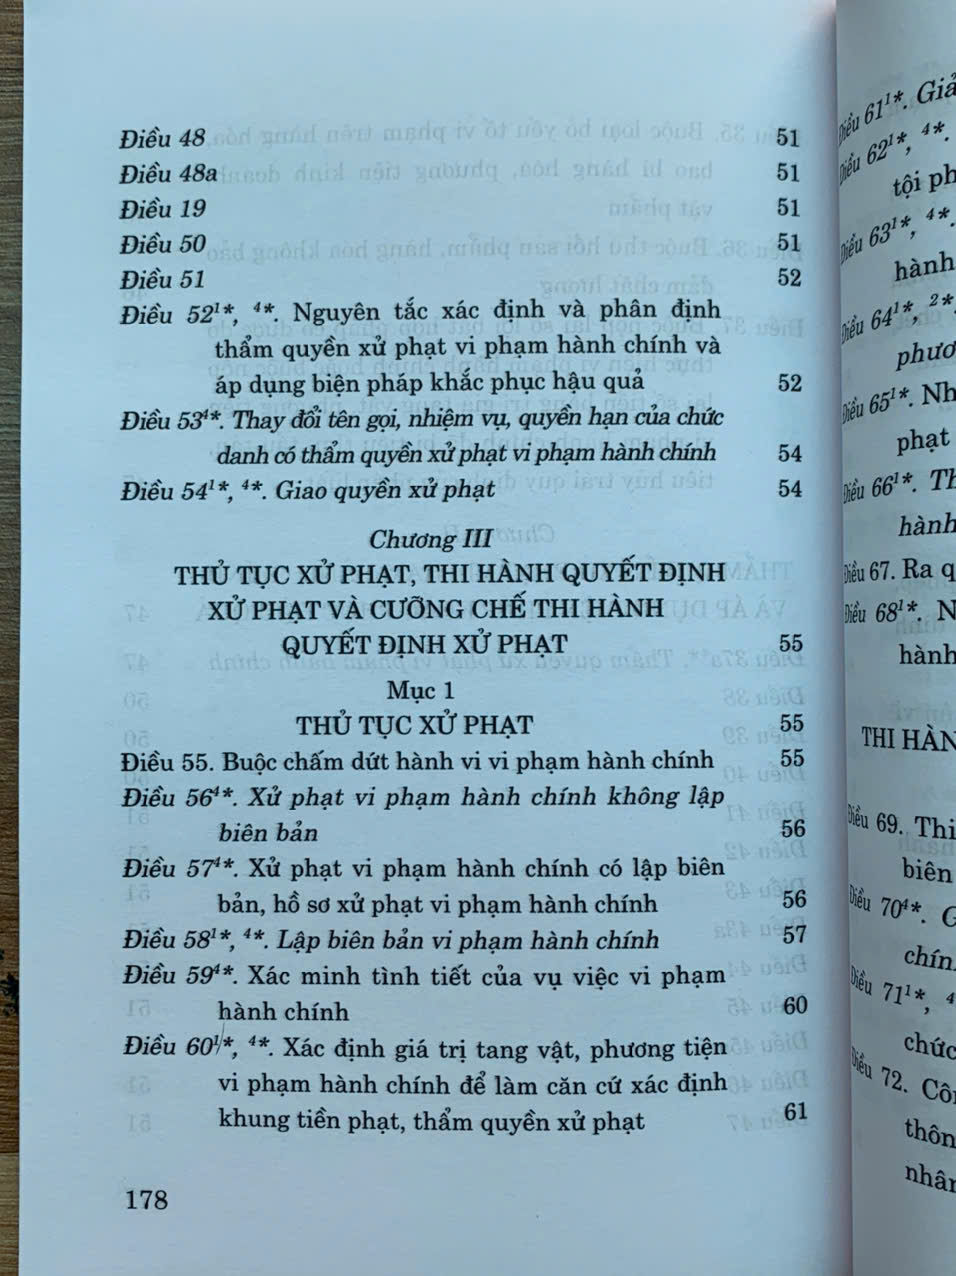 Điều 48 51
Điều 48a 51
Điều 19 51
Điều 50 51
Điều 51 52
Điều 52¹*, ⁴*. Nguyên tắc xác định và phân định
thẩm quyền xử phạt vi phạm hành chính và
áp dụng biện pháp khắc phục hậu quả 52
Điều 53⁴*. Thay đổi tên gọi, nhiệm vụ, quyền hạn của chức
danh có thẩm quyền xử phạt vi phạm hành chính 54
Điều 54¹*, ⁴*. Giao quyền xử phạt 54
Chương III
THỦ TỤC XỬ PHẠT, THI HÀNH QUYẾT ĐỊNH
XỬ PHẠT VÀ CƯỠNG CHẾ THI HÀNH
QUYẾT ĐỊNH XỬ PHẠT 55
Mục 1
THỦ TỤC XỬ PHẠT 55
Điều 55. Buộc chấm dứt hành vi vi phạm hành chính 55
Điều 56⁴*. Xử phạt vi phạm hành chính không lập
biên bản 56
Điều 57⁴*. Xử phạt vi phạm hành chính có lập biên
bản, hồ sơ xử phạt vi phạm hành chính 56
Điều 58¹*, ⁴*. Lập biên bản vi phạm hành chính 57
Điều 59⁴*. Xác minh tình tiết của vụ việc vi phạm
hành chính 60
Điều 60¹*, ⁴*. Xác định giá trị tang vật, phương tiện
vi phạm hành chính để làm căn cứ xác định
khung tiền phạt, thẩm quyền xử phạt 61
178
Điều 61¹*. Giả
Điều 62¹*, ⁴*.
tội ph
Điều 63¹*, ⁴*.
hành
Điều 64¹*, ²*.
phươ
Điều 65¹*. Nh
phạt
Điều 66¹*. Th
hành
Điều 67. Ra q
Điều 68¹*. N
hành
THI HÀN
Điều 69. Thi
biên
Điều 70⁴*. G
chín
Điều 71¹*, ⁴
chức
Điều 72. Côn
thôn
nhân